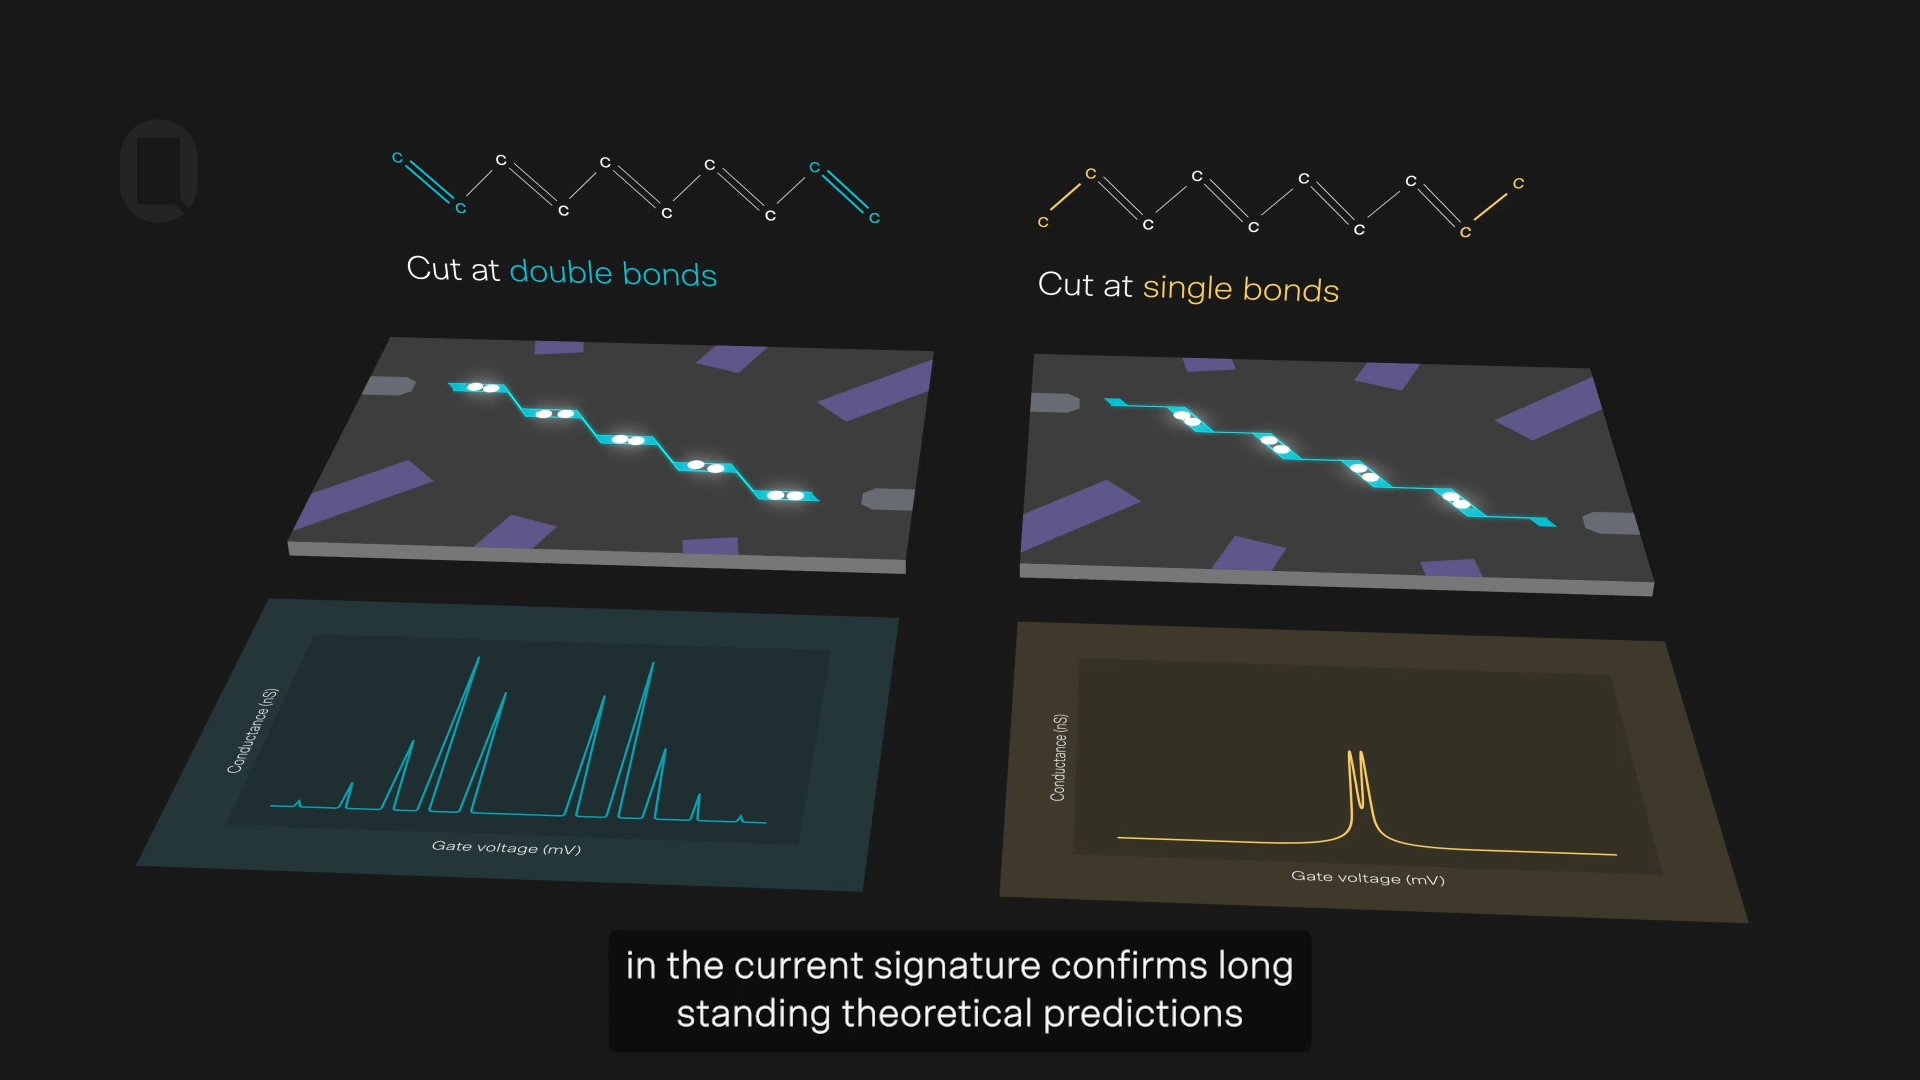 C C C C C C C C C C
C C C C C C C C C C
Cut at double bonds
Cut at single bonds
Conductance (nS)
Gate voltage (mV)
Conductance (nS)
Gate voltage (mV)
in the current signature confirms long
standing theoretical predictions